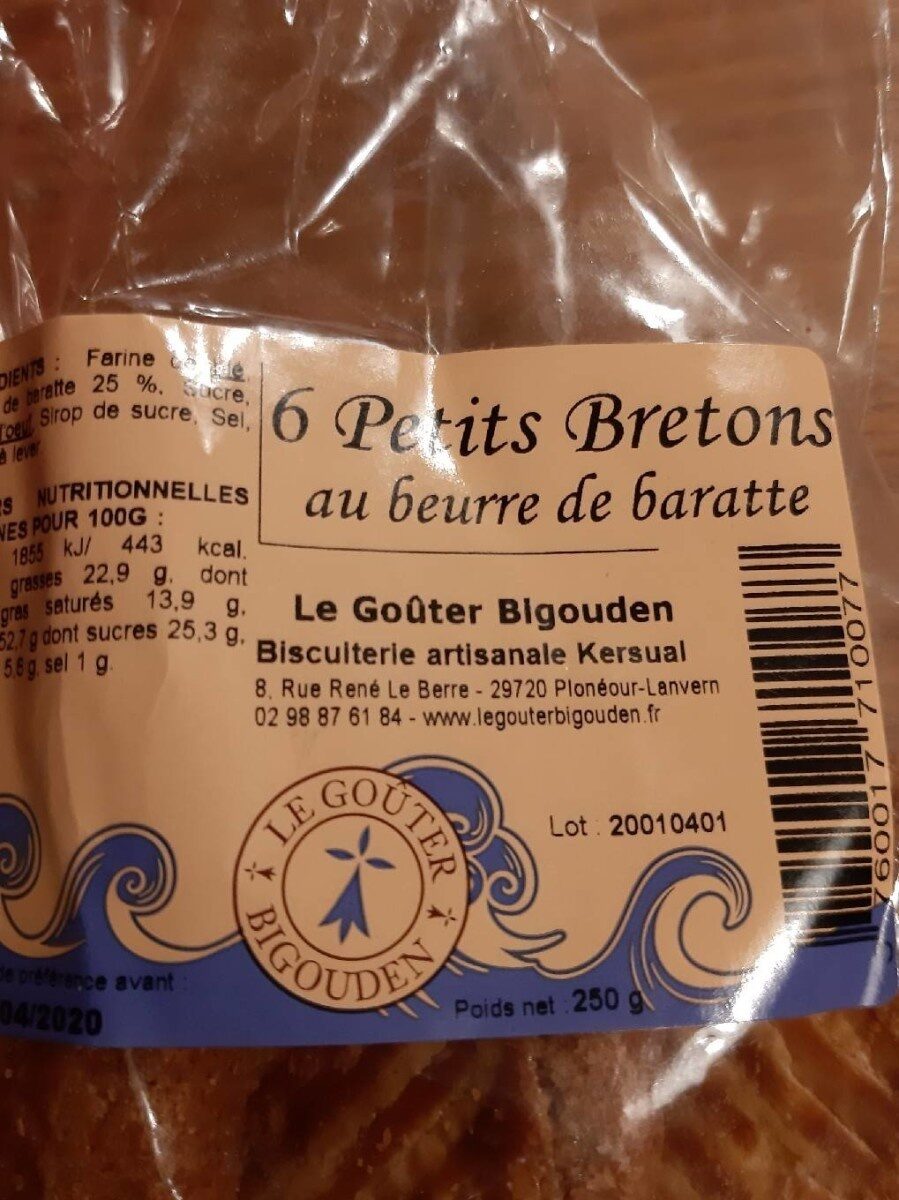 DIENTS : Farine
de baratte 25 %. Sucre,
Sirop de sucre, Sel,
à lever
NUTRITIONNELLES
NES POUR 100G :
1855 kJ/ 443 kcal.
grasses 22,9 g. dont
gras saturés 13,9 g.
52,7 g dont sucres 25,3 g.
5,6 g. sel 1 g.
6 Petits Bretons
au beurre de baratte
Le Goûter Bigouden
Biscuiterie artisanale Kersual
8, Rue René Le Berre - 29720 Plonéour-Lanvern
02 98 87 61 84 - www.legouterbigouden.fr
LE GOÛTER
BIGOUDEN
Lot : 20010401
de préférence avant :
04/2020
Poids net : 250 g
760017 710077